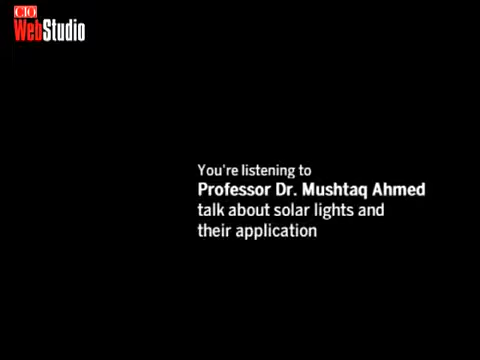 CIO
WebStudio
You're listening to
Professor Dr. Mushtaq Ahmed
talk about solar lights and
their application